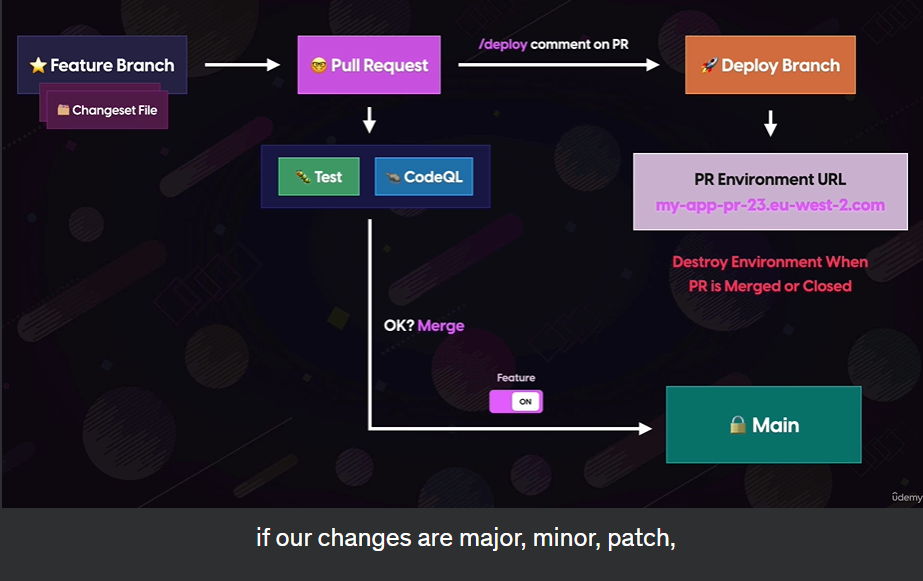 /deploy comment on PR
Feature Branch
Pull Request
Deploy Branch
Changeset File
Test
CodeQL
PR Environment URL
my-app-pr-23.eu-west-2.com
Destroy Environment When
PR is Merged or Closed
OK? Merge
Feature
ON
Main
ûdemy
if our changes are major, minor, patch,